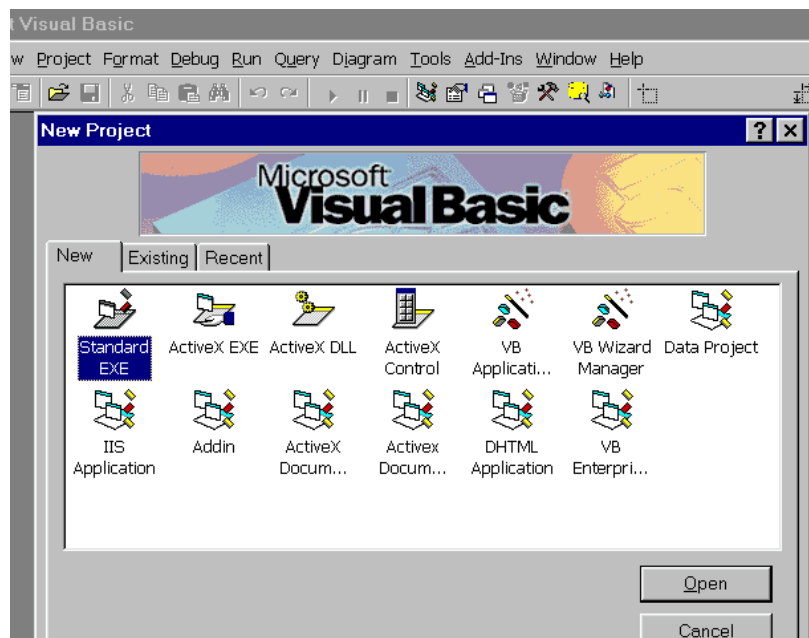 t Visual Basic
w Project Format Debug Run Query Diagram Tools Add-Ins Window Help
New Project
Microsoft
Visual Basic
New Existing Recent
Standard EXE ActiveX EXE ActiveX DLL ActiveX Control VB Applicati... VB Wizard Manager Data Project
IIS Application Addin ActiveX Docum... Activex Docum... DHTML Application VB Enterpri...
Open
Cancel